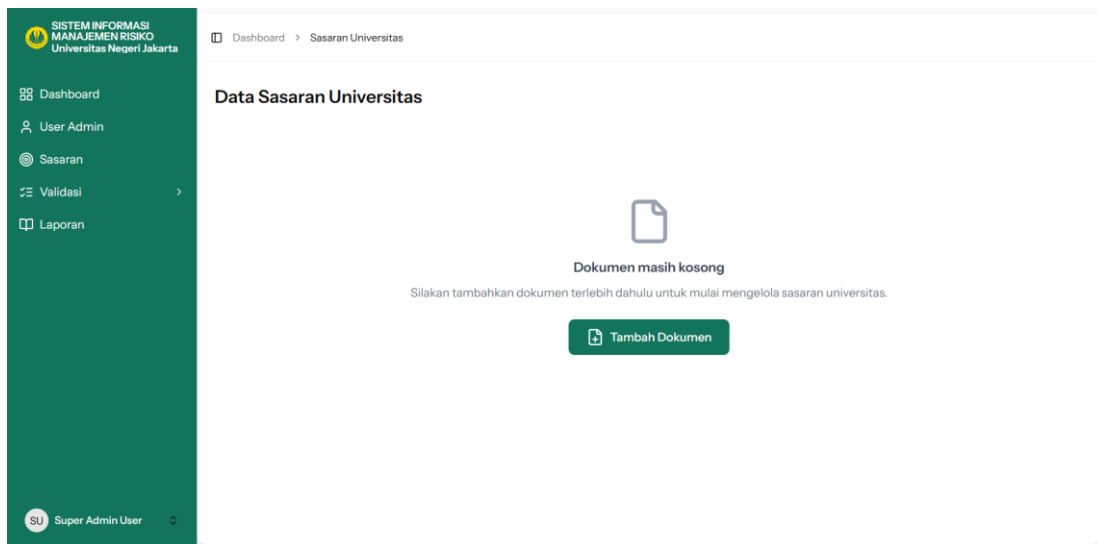 SISTEM INFORMASI
MANAJEMEN RISIKO
Universitas Negeri Jakarta
Dashboard
User Admin
Sasaran
Validasi
Laporan
SU Super Admin User
Dashboard > Sasaran Universitas
Data Sasaran Universitas
Dokumen masih kosong
Silakan tambahkan dokumen terlebih dahulu untuk mulai mengelola sasaran universitas.
Tambah Dokumen